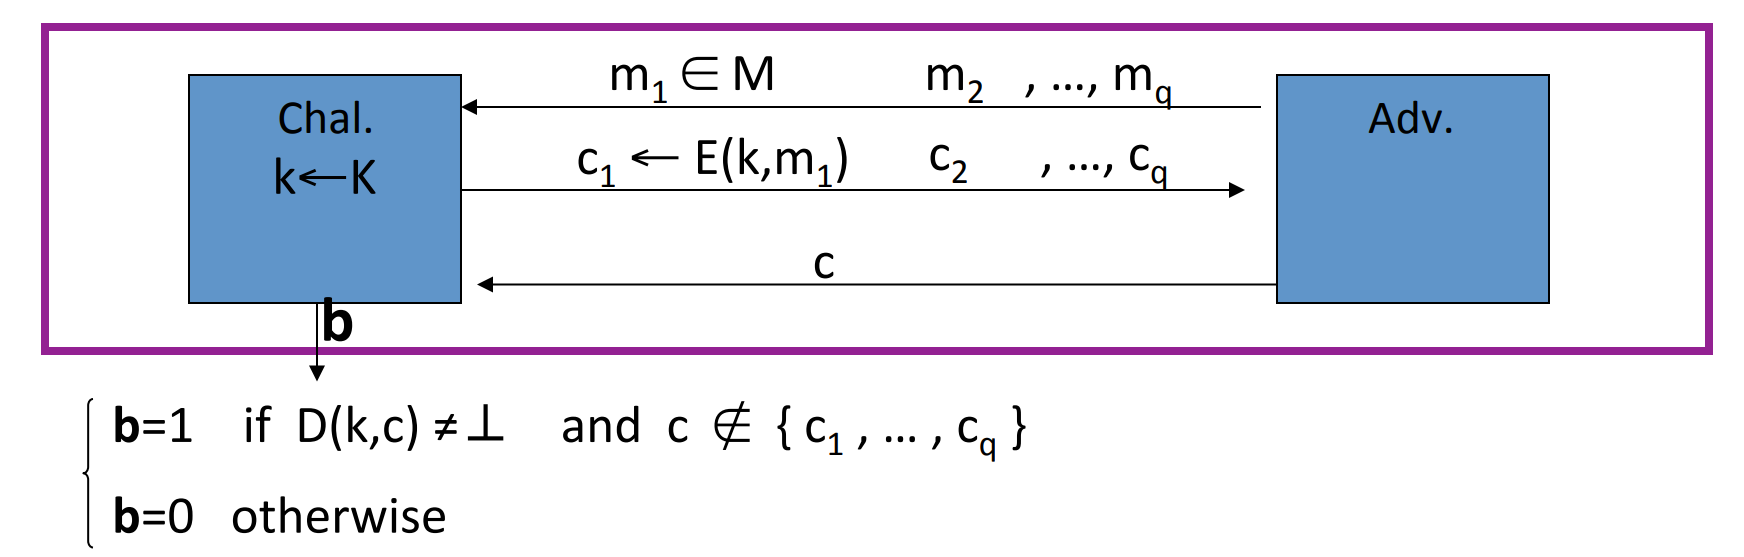 m₁ ∈ M m₂ , …, m_q
Chal.
Adv.
k⟵K
c₁ ⟵ E(k,m₁) c₂ , …, c_q
c
b
b=1 if D(k,c) ≠ ⊥ and c ∉ { c₁ , … , c_q }
b=0 otherwise